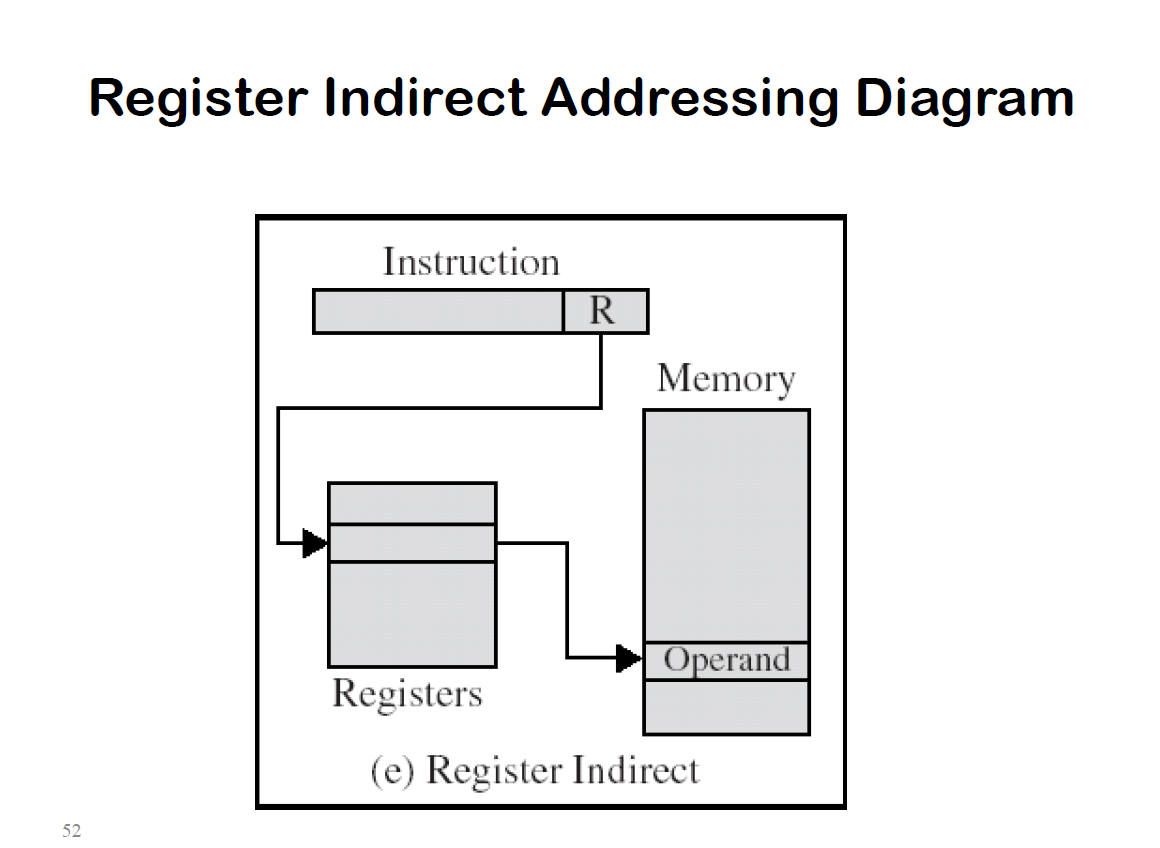 Register Indirect Addressing Diagram
Instruction
R
Memory
Operand
Registers
(e) Register Indirect
52